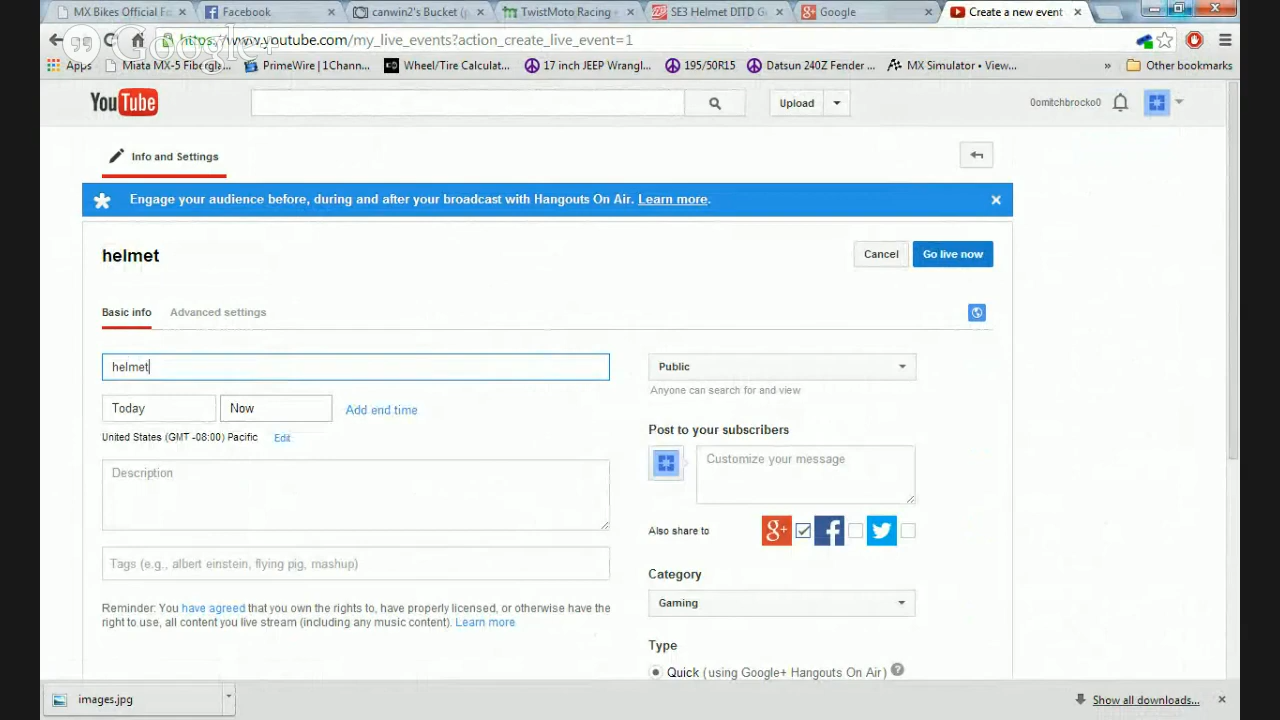 MX Bikes Official Fo
Facebook
canwin2's Bucket (p
TwistMoto Racing -
SE3 Helmet DITD G
Google
Create a new event
Google+
https://www.youtube.com/my_live_events?action_create_live_event=1
Apps
Miata MX-5 Fibergle
PrimeWire | 1Chann...
Wheel/Tire Calculat...
17 inch JEEP Wrangl...
195/50R15
Datsun 240Z Fender ...
MX Simulator • View...
»
Other bookmarks
YouTube
Upload
0omitchbrocko0
Info and Settings
Engage your audience before, during and after your broadcast with Hangouts On Air. Learn more.
helmet
Cancel
Go live now
Basic info
Advanced settings
helmet
Public
Anyone can search for and view
Today
Now
Add end time
United States (GMT -08:00) Pacific
Edit
Post to your subscribers
Description
Customize your message
Also share to
g+
f
Tags (e.g., albert einstein, flying pig, mashup)
Category
Gaming
Reminder: You have agreed that you own the rights to, have properly licensed, or otherwise have the
right to use, all content you live stream (including any music content). Learn more
Type
Quick (using Google+ Hangouts On Air) ?
images.jpg
Show all downloads...